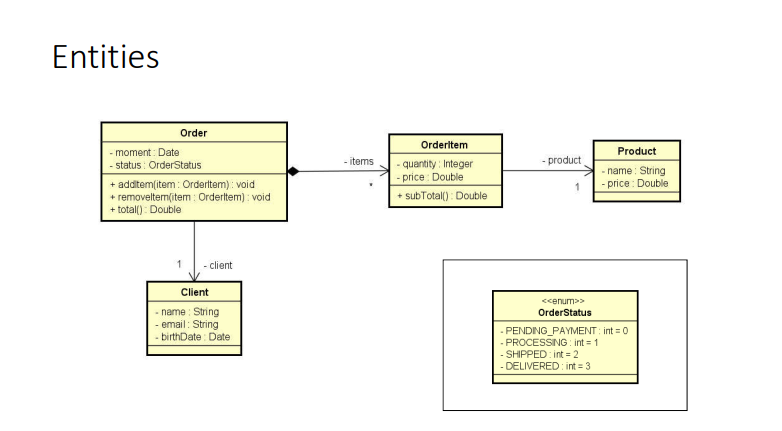 Entities
Order
- moment : Date
- status : OrderStatus
+ addItem(item : OrderItem) : void
+ removeItem(item : OrderItem) : void
+ total() : Double
- items
*
OrderItem
- quantity : Integer
- price : Double
+ subTotal() : Double
- product
1
Product
- name : String
- price : Double
1
- client
Client
- name : String
- email : String
- birthDate : Date
<<enum>>
OrderStatus
- PENDING_PAYMENT : int = 0
- PROCESSING : int = 1
- SHIPPED : int = 2
- DELIVERED : int = 3